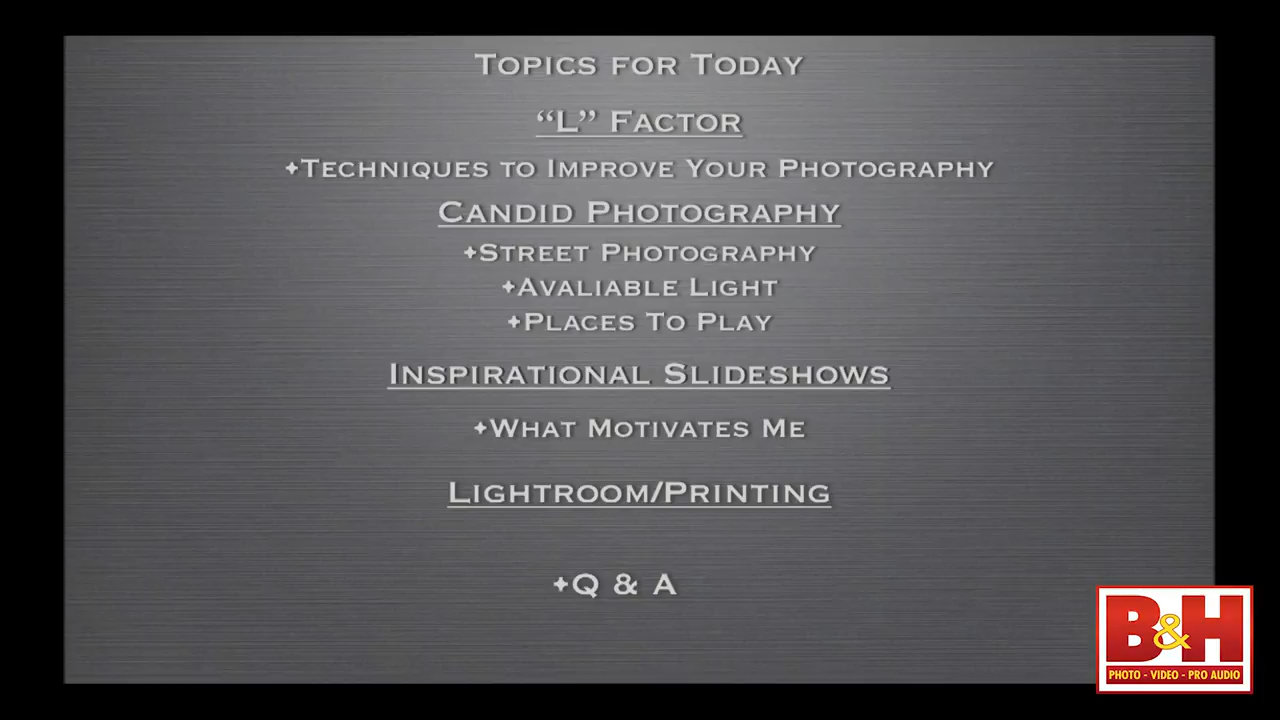 Topics for Today
“L” Factor
+Techniques to Improve Your Photography
Candid Photography
+Street Photography
+Avaliable Light
+Places To Play
Inspirational Slideshows
+What Motivates Me
Lightroom/Printing
+Q & A
B&H
PHOTO - VIDEO - PRO AUDIO